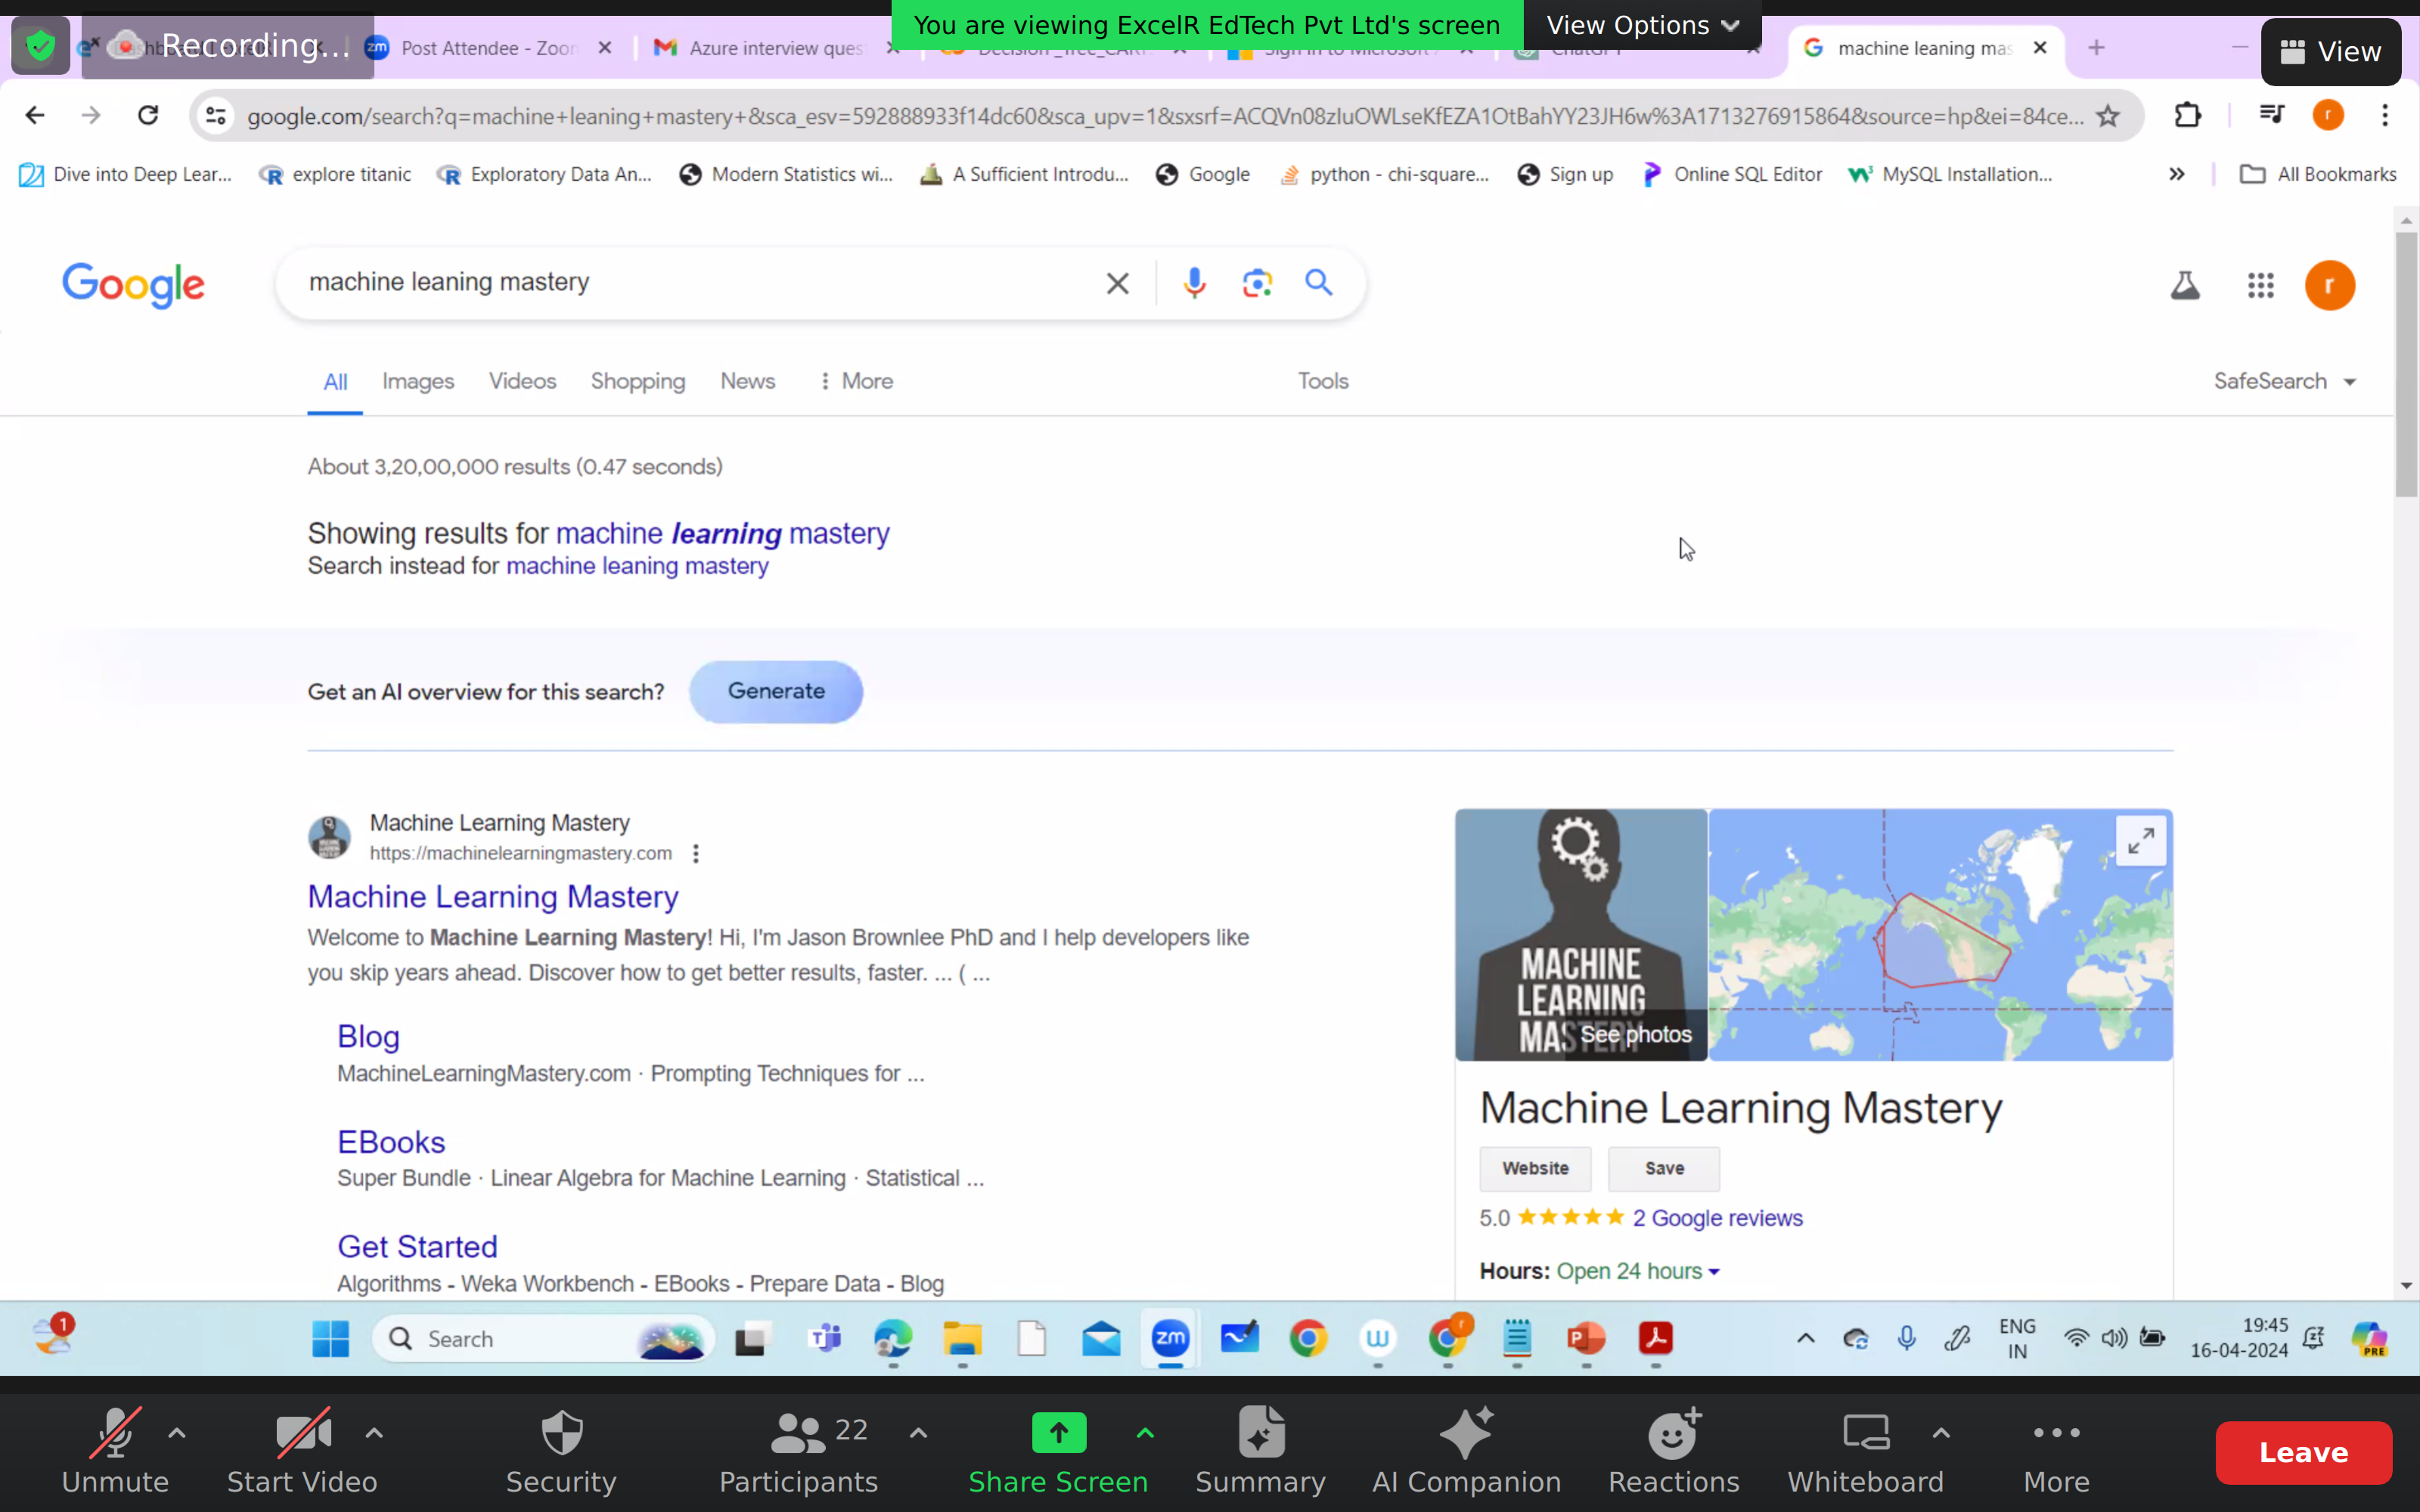 You are viewing ExcelR EdTech Pvt Ltd's screen
View Options
Recording...
View
Post Attendee - Zoom
Azure interview ques
ChatGPT
machine leaning mas
google.com/search?q=machine+leaning+mastery+&sca_esv=592888933f14dc60&sca_upv=1&sxsrf=ACQVn08zIuOWLseKfEZA1OtBahYY23JH6w%3A1713276915864&source=hp&ei=84ce...
r
Dive into Deep Lear...
explore titanic
Exploratory Data An...
Modern Statistics wi...
A Sufficient Introdu...
Google
python - chi-square...
Sign up
Online SQL Editor
MySQL Installation...
All Bookmarks
Google
machine leaning mastery
r
All
Images
Videos
Shopping
News
More
Tools
SafeSearch
About 3,20,00,000 results (0.47 seconds)
Showing results for machine learning mastery
Search instead for machine leaning mastery
Get an AI overview for this search?
Generate
Machine Learning Mastery
https://machinelearningmastery.com
Machine Learning Mastery
Welcome to Machine Learning Mastery! Hi, I'm Jason Brownlee PhD and I help developers like
you skip years ahead. Discover how to get better results, faster. ... ( ...
Blog
MachineLearningMastery.com · Prompting Techniques for ...
EBooks
Super Bundle · Linear Algebra for Machine Learning · Statistical ...
Get Started
Algorithms - Weka Workbench - EBooks - Prepare Data - Blog
MACHINE
LEARNING
See photos
Machine Learning Mastery
Website
Save
5.0
2 Google reviews
Hours: Open 24 hours
1
Search
zm
ENG
IN
19:45
16-04-2024
PRE
Unmute
Start Video
Security
Participants
22
Share Screen
Summary
AI Companion
Reactions
Whiteboard
More
Leave